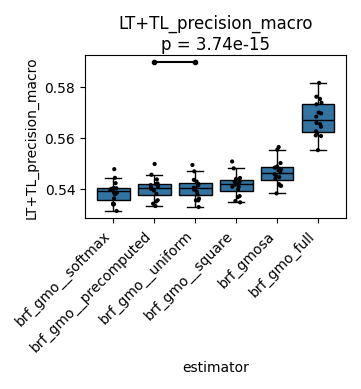 LT+TL_precision_macro
p = 3.74e-15
LT+TL_precision_macro
0.58
0.56
0.54
brf_gmo__softmax
brf_gmo__precomputed
brf_gmo__uniform
brf_gmo__square
brf_gmosa
brf_gmo_full
estimator